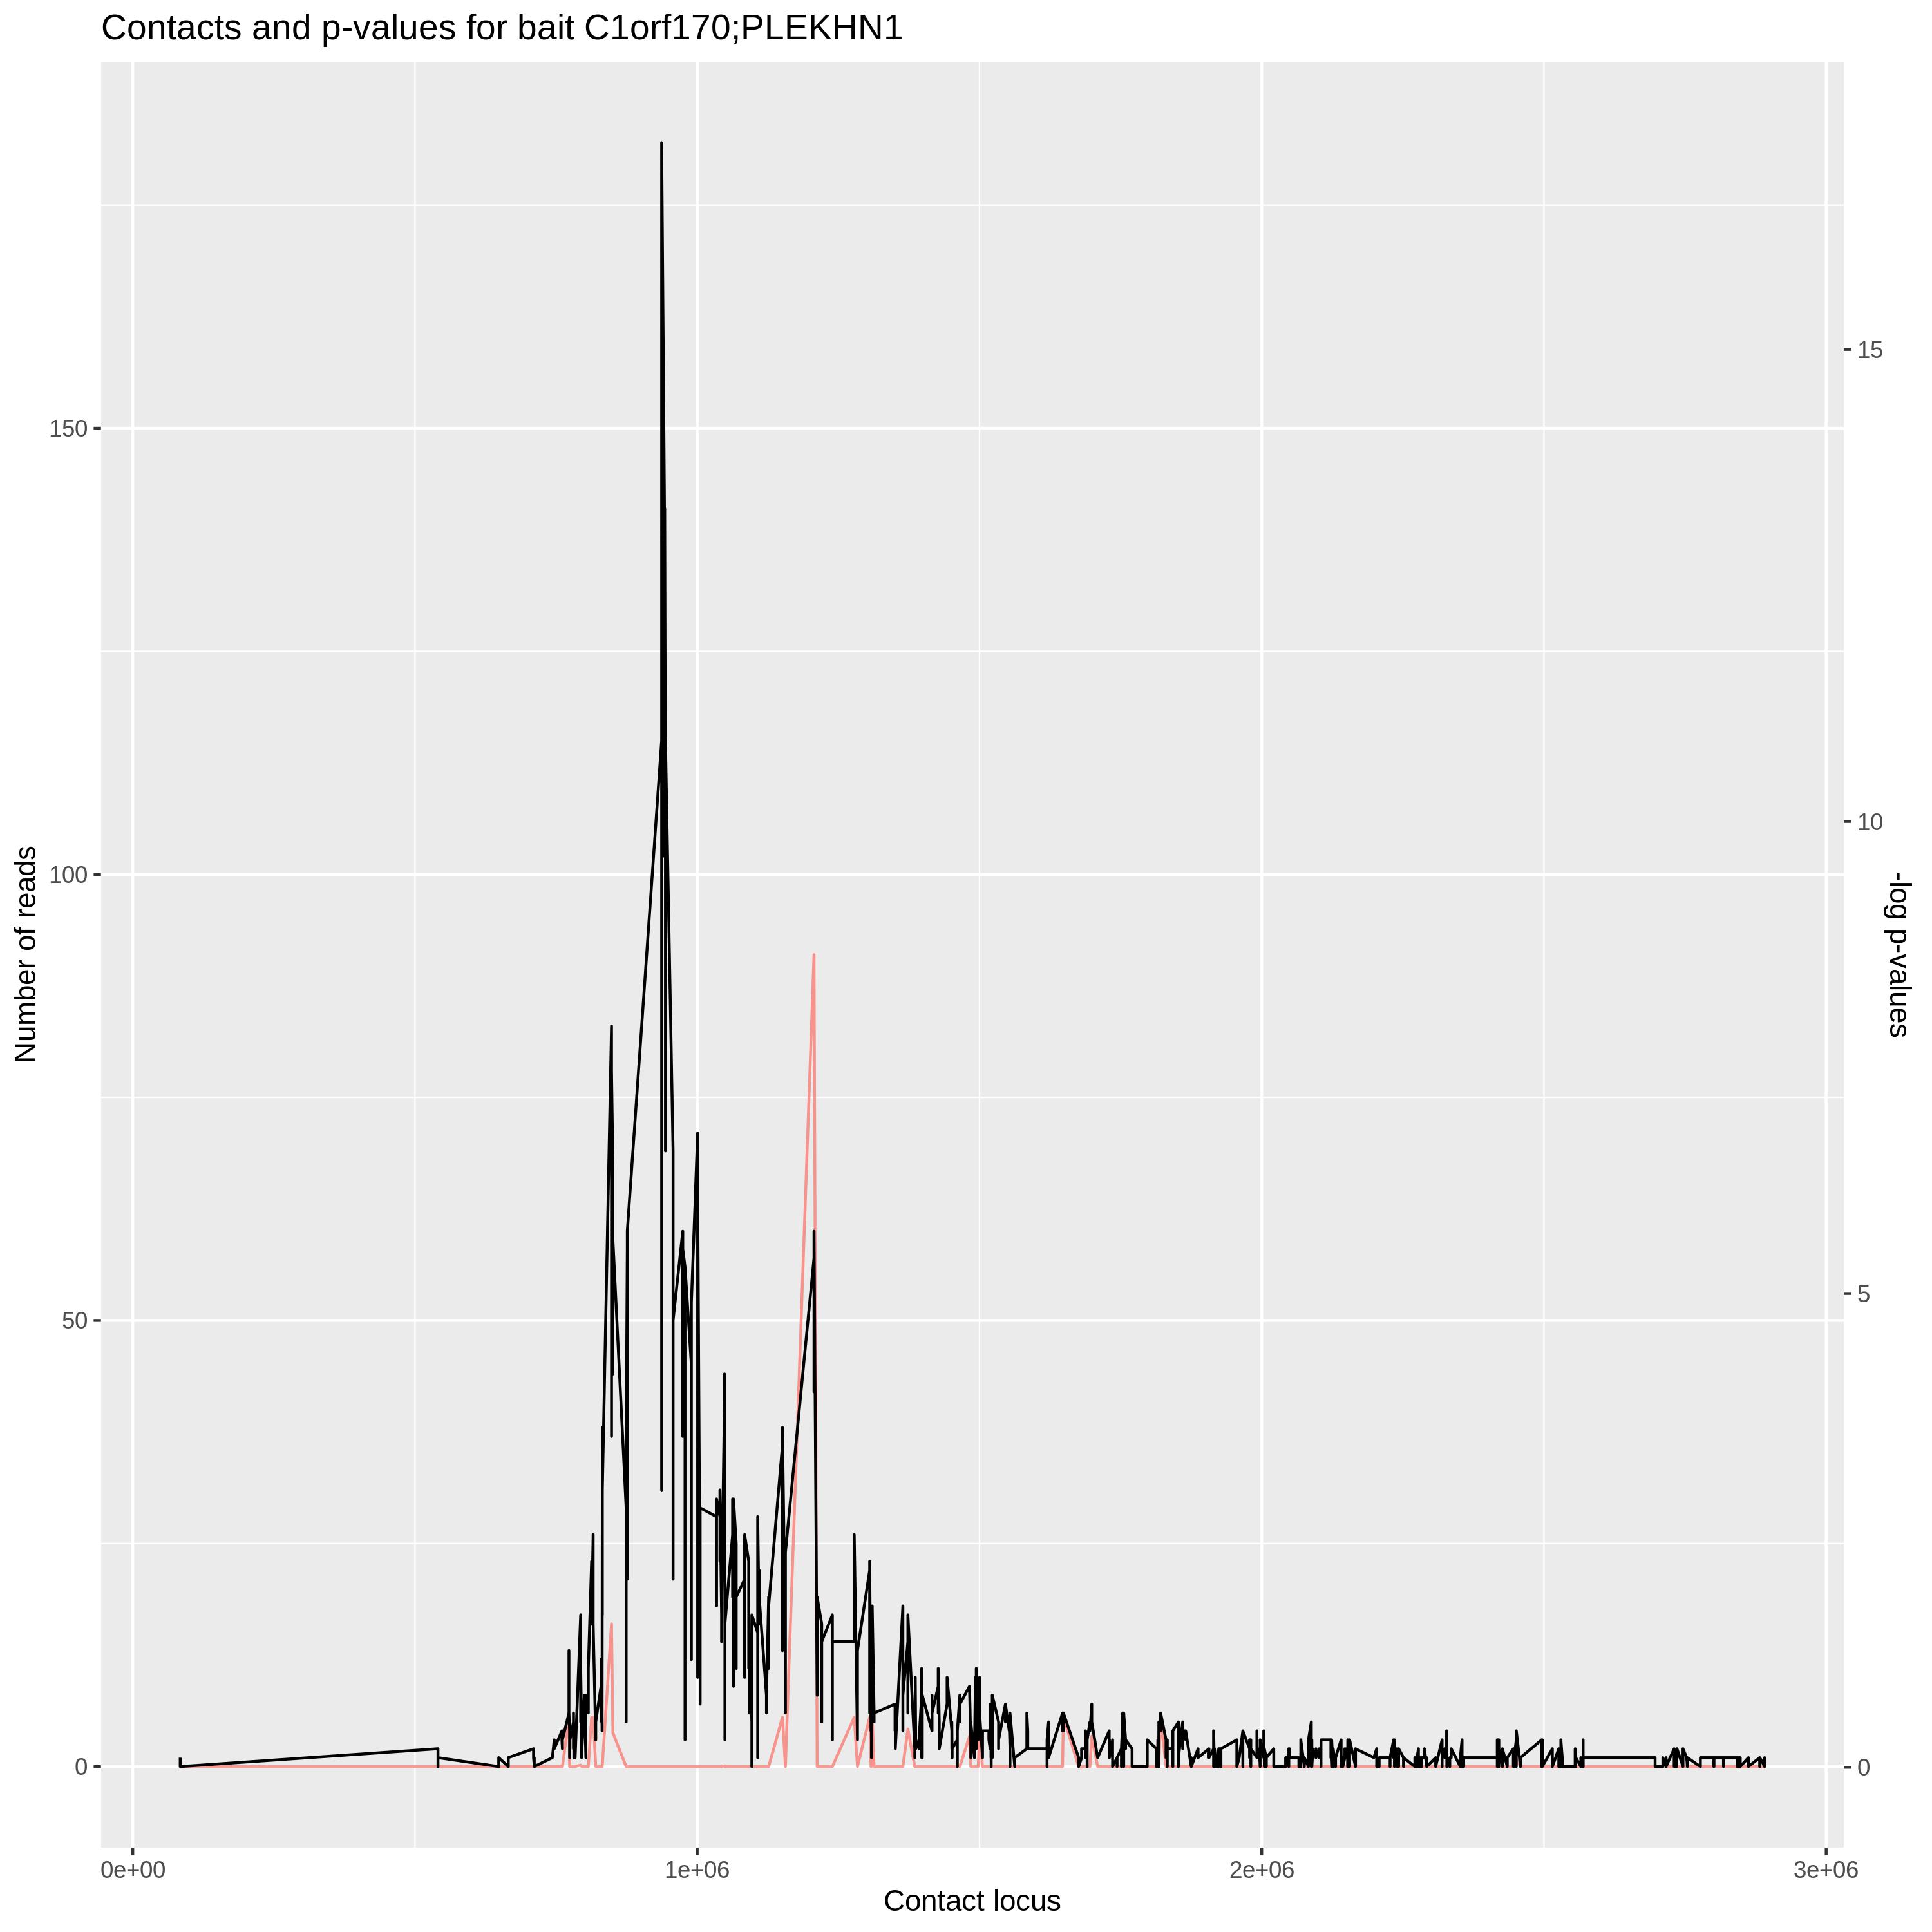 Contacts and p-values for bait C1orf170;PLEKHN1
Number of reads
150
100
50
0
15
10
5
0
-log p-values
0e+00 1e+06 2e+06 3e+06
Contact locus